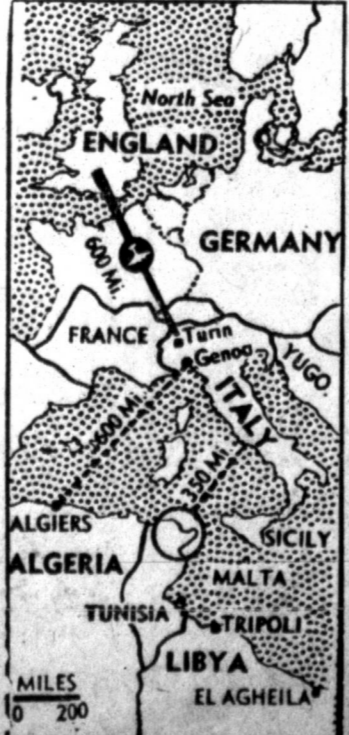 North Sea
ENGLAND
GERMANY
600 Mi.
FRANCE
Turin
Genoa
YUGO.
ITALY
600 Mi.
350 Mi.
ALGIERS
SICILY
ALGERIA
MALTA
TUNISIA
TRIPOLI
LIBYA
MILES
EL AGHEILA
0 200